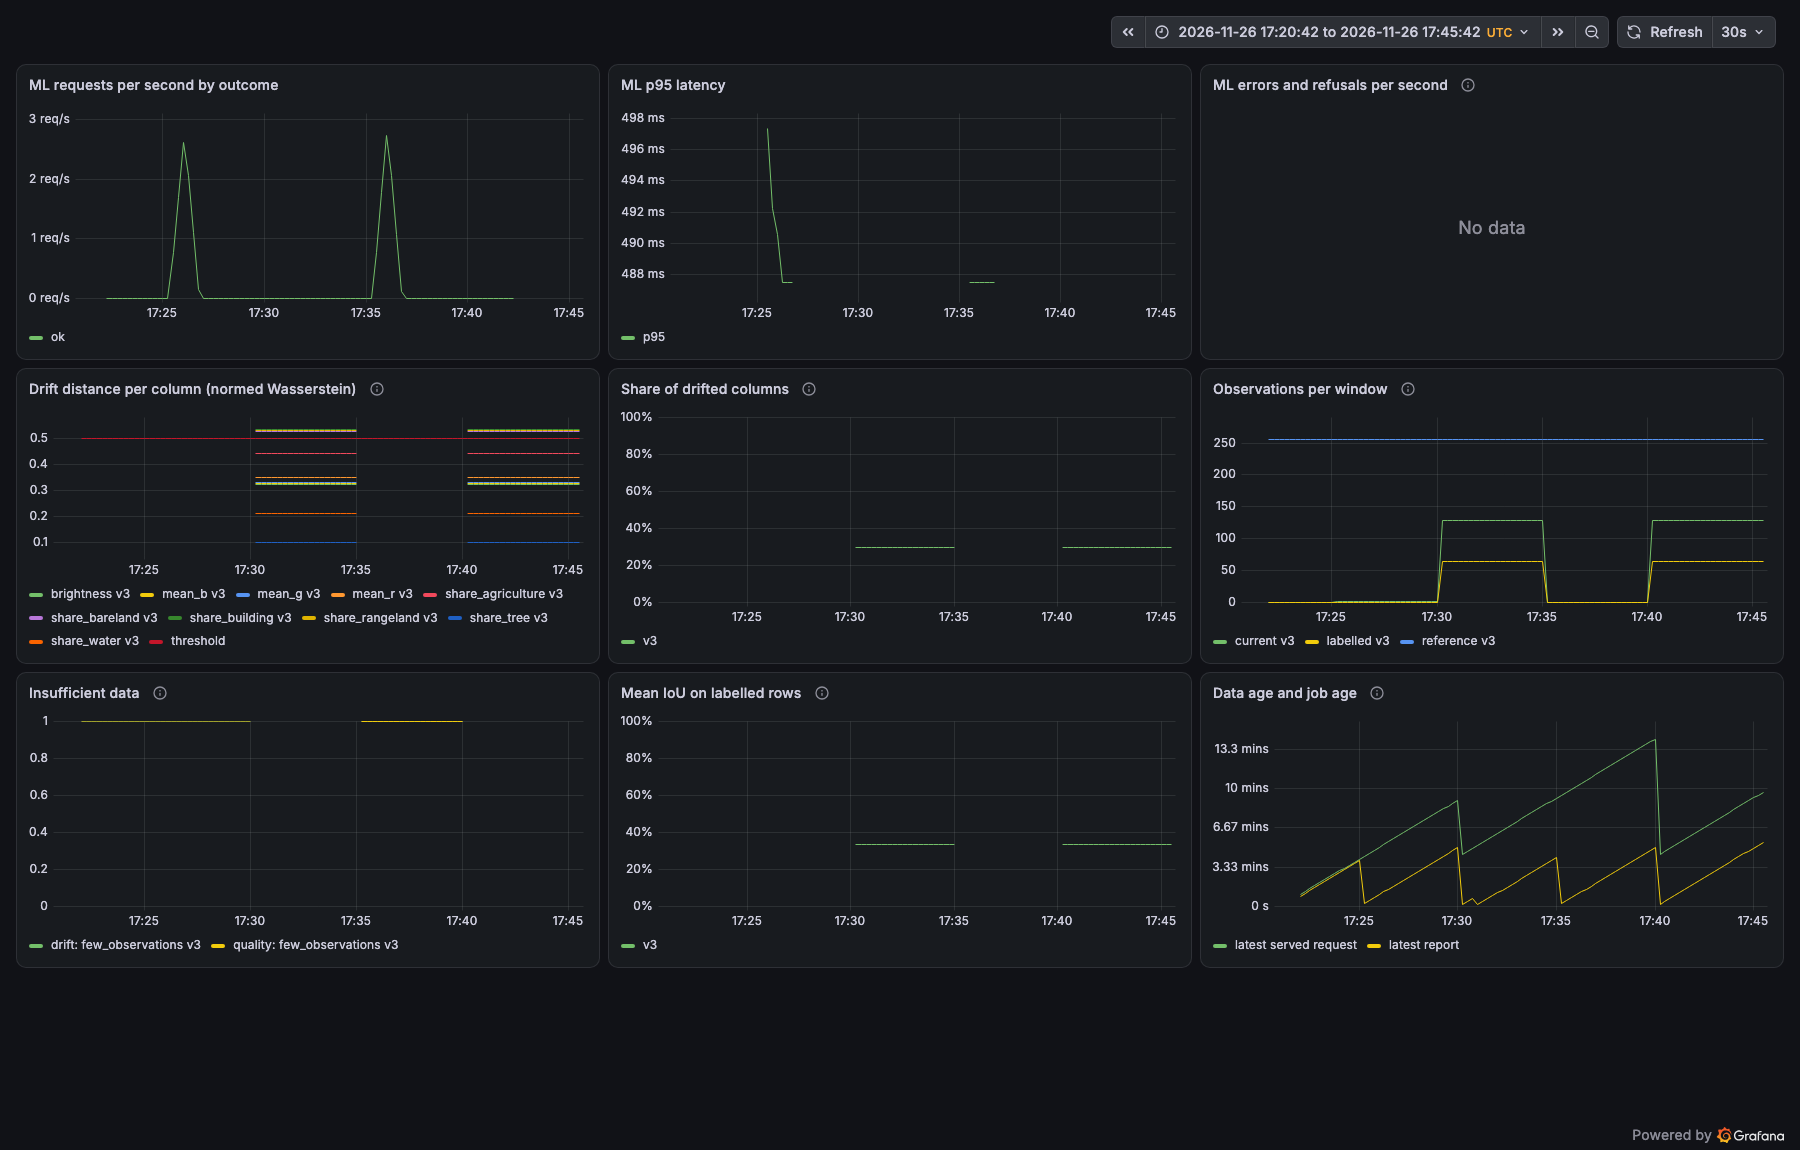 2026-11-26 17:20:42 to 2026-11-26 17:45:42 UTC
Refresh
30s
ML requests per second by outcome
3 req/s
2 req/s
1 req/s
0 req/s
17:25 17:30 17:35 17:40 17:45
ok
ML p95 latency
498 ms
496 ms
494 ms
492 ms
490 ms
488 ms
17:25 17:30 17:35 17:40 17:45
p95
ML errors and refusals per second
No data
Drift distance per column (normed Wasserstein)
0.5
0.4
0.3
0.2
0.1
17:25 17:30 17:35 17:40 17:45
brightness v3 mean_b v3 mean_g v3 mean_r v3 share_agriculture v3
share_bareland v3 share_building v3 share_rangeland v3 share_tree v3
share_water v3 threshold
Share of drifted columns
100%
80%
60%
40%
20%
0%
17:25 17:30 17:35 17:40 17:45
v3
Observations per window
250
200
150
100
50
0
17:25 17:30 17:35 17:40 17:45
current v3 labelled v3 reference v3
Insufficient data
1
0.8
0.6
0.4
0.2
0
17:25 17:30 17:35 17:40 17:45
drift: few_observations v3 quality: few_observations v3
Mean IoU on labelled rows
100%
80%
60%
40%
20%
0%
17:25 17:30 17:35 17:40 17:45
v3
Data age and job age
13.3 mins
10 mins
6.67 mins
3.33 mins
0 s
17:25 17:30 17:35 17:40 17:45
latest served request latest report
Powered by Grafana